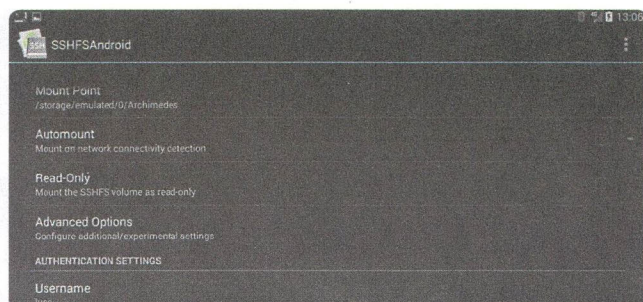 13:06
SSH SSHFSAndroid
Mount Point
/storage/emulated/0/Archimedes
Automount
Mount on network connectivity detection
Read-Only
Mount the SSHFS volume as read-only
Advanced Options
Configure additional/experimental settings
AUTHENTICATION SETTINGS
Username